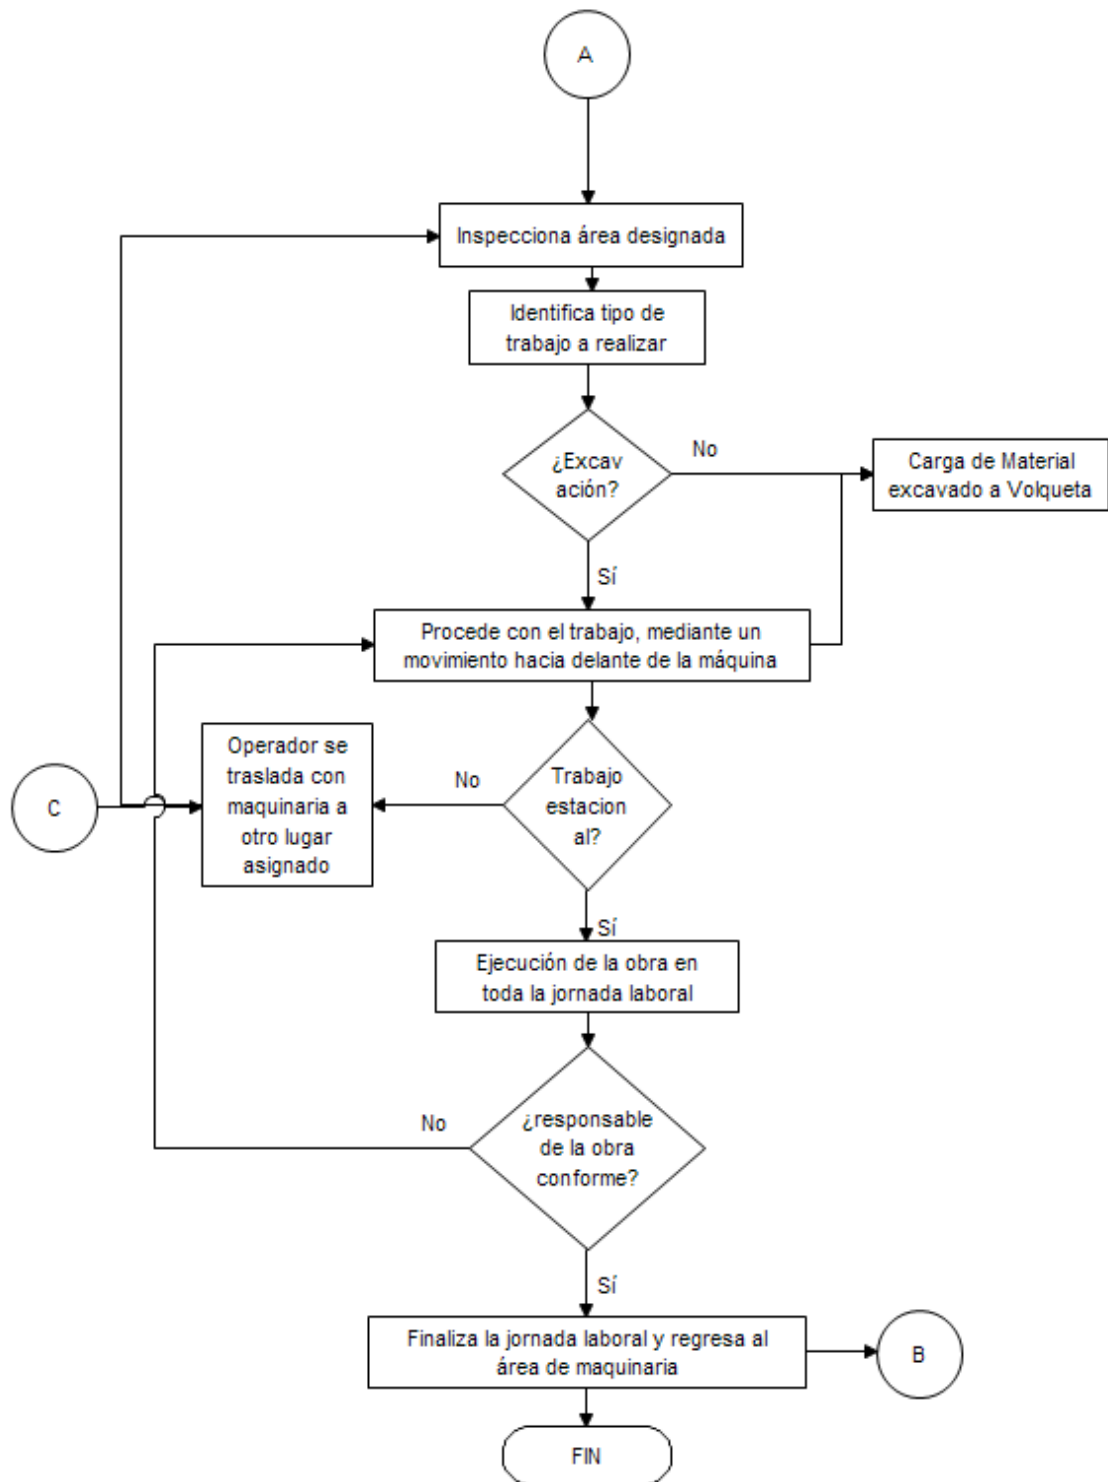 A
Inspecciona área designada
Identifica tipo de
trabajo a realizar
¿Excav
ación?
No
Carga de Material
excavado a Volqueta
Sí
Procede con el trabajo, mediante un
movimiento hacia delante de la máquina
Operador se
traslada con
maquinaria a
otro lugar
asignado
C
No
Trabajo
estacion
al?
Sí
Ejecución de la obra en
toda la jornada laboral
No
¿responsable
de la obra
conforme?
Sí
Finaliza la jornada laboral y regresa al
área de maquinaria
B
FIN